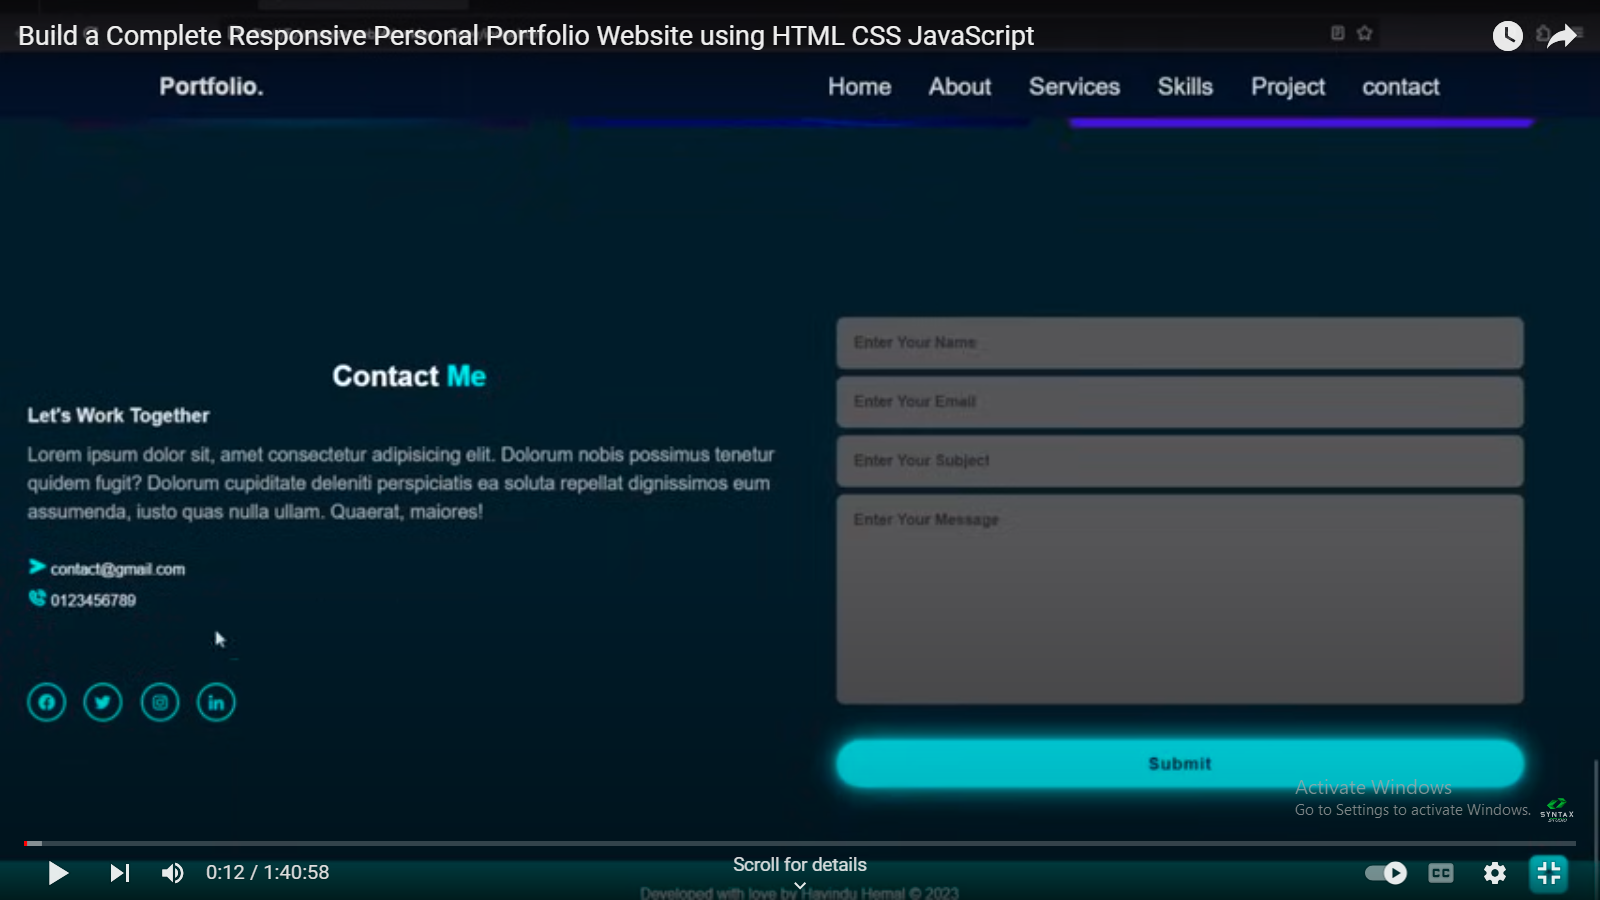 Build a Complete Responsive Personal Portfolio Website using HTML CSS JavaScript
Portfolio.
Home About Services Skills Project contact
Contact Me
Let's Work Together
Lorem ipsum dolor sit, amet consectetur adipisicing elit. Dolorum nobis possimus tenetur
quidem fugit? Dolorum cupiditate deleniti perspiciatis ea soluta repellat dignissimos eum
assumenda, iusto quas nulla ullam. Quaerat, maiores!
contact@gmail.com
0123456789
Enter Your Name
Enter Your Email
Enter Your Subject
Enter Your Message
Submit
Activate Windows
Go to Settings to activate Windows.
SYNTAX
STUDIO
0:12 / 1:40:58
Scroll for details
CC
Developed with love by Havindu Hemal © 2023